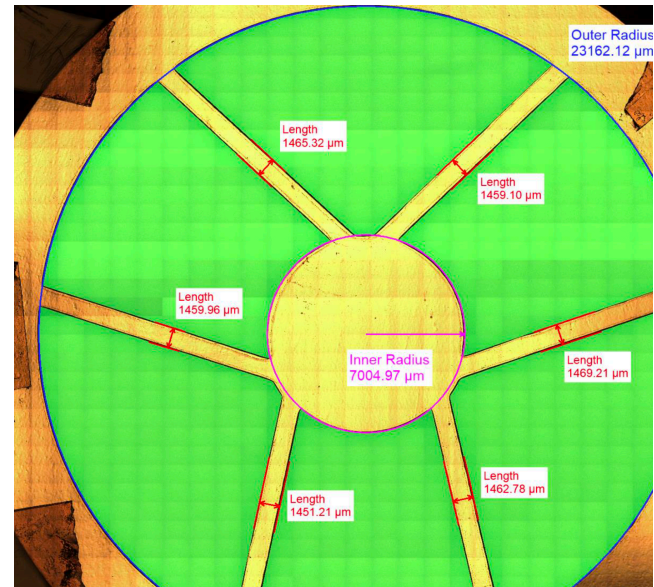 Outer Radius
23162.12 µm
Length
1465.32 µm
Length
1459.10 µm
Length
1459.96 µm
Inner Radius
7004.97 µm
Length
1469.21 µm
Length
1451.21 µm
Length
1462.78 µm